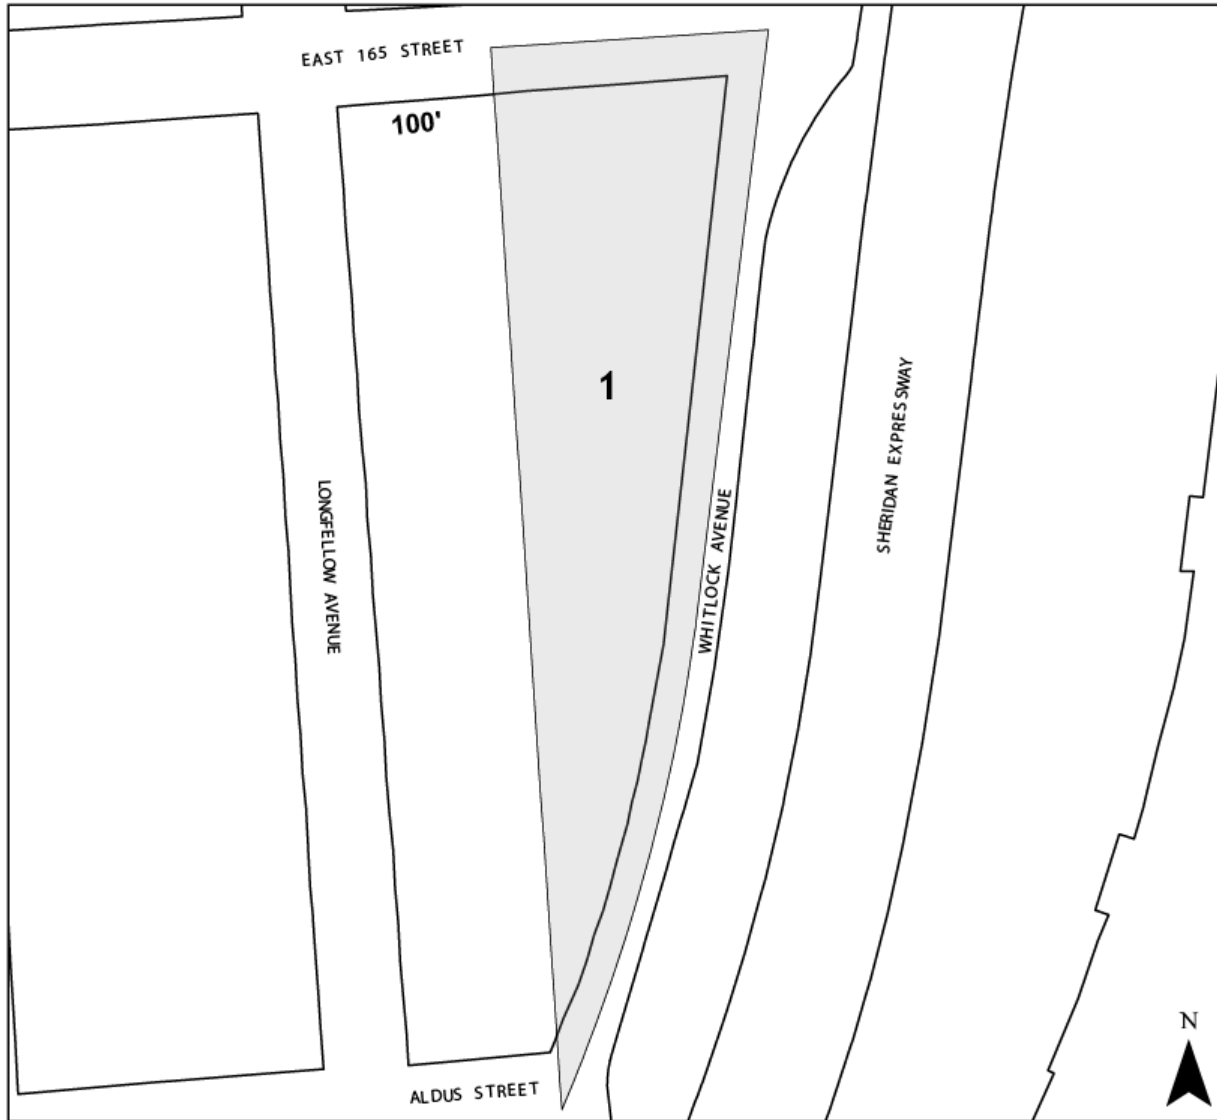 EAST 165 STREET
100'
1
LONGFELLOW AVENUE
WHITLOCK AVENUE
SHERIDAN EXPRESSWAY
ALDUS STREET
N